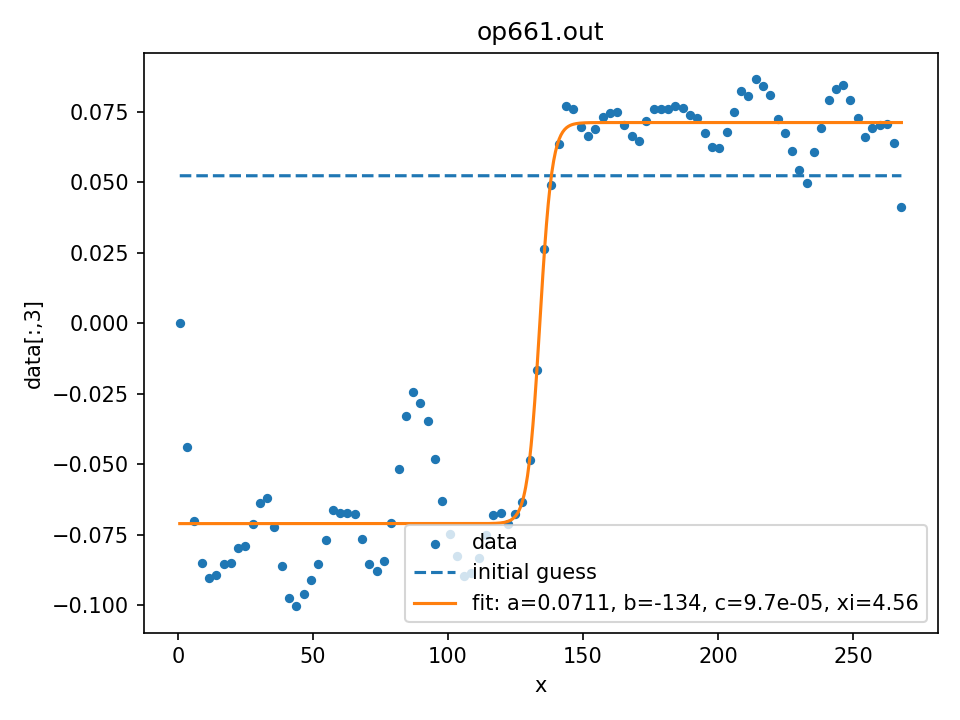 op661.out
0.075
0.050
0.025
0.000
−0.025
−0.050
−0.075
−0.100
data[:,3]
data
initial guess
fit: a=0.0711, b=-134, c=9.7e-05, xi=4.56
0 50 100 150 200 250
x